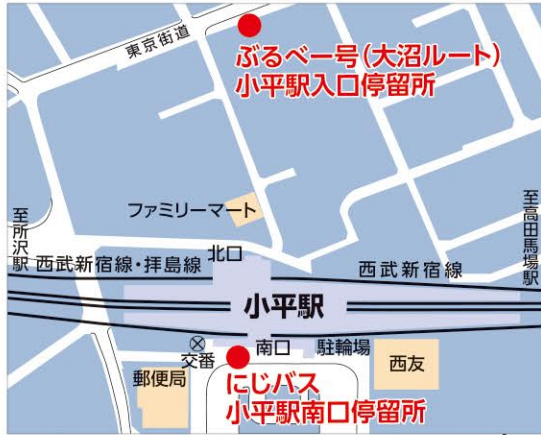 東京街道
ぶるべー号(大沼ルート)
小平駅入口停留所
ファミリーマート
至所沢駅
至高田馬場駅
北口
西武新宿線・拝島線
西武新宿線
小平駅
交番
南口
駐輪場
郵便局
西友
にじバス
小平駅南口停留所